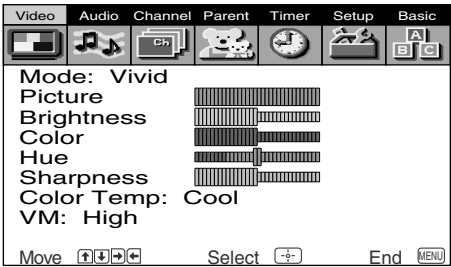 Video Audio Channel Parent Timer Setup Basic
Ch A B C
Mode: Vivid
Picture
Brightness
Color
Hue
Sharpness
Color Temp: Cool
VM: High
Move Select End MENU